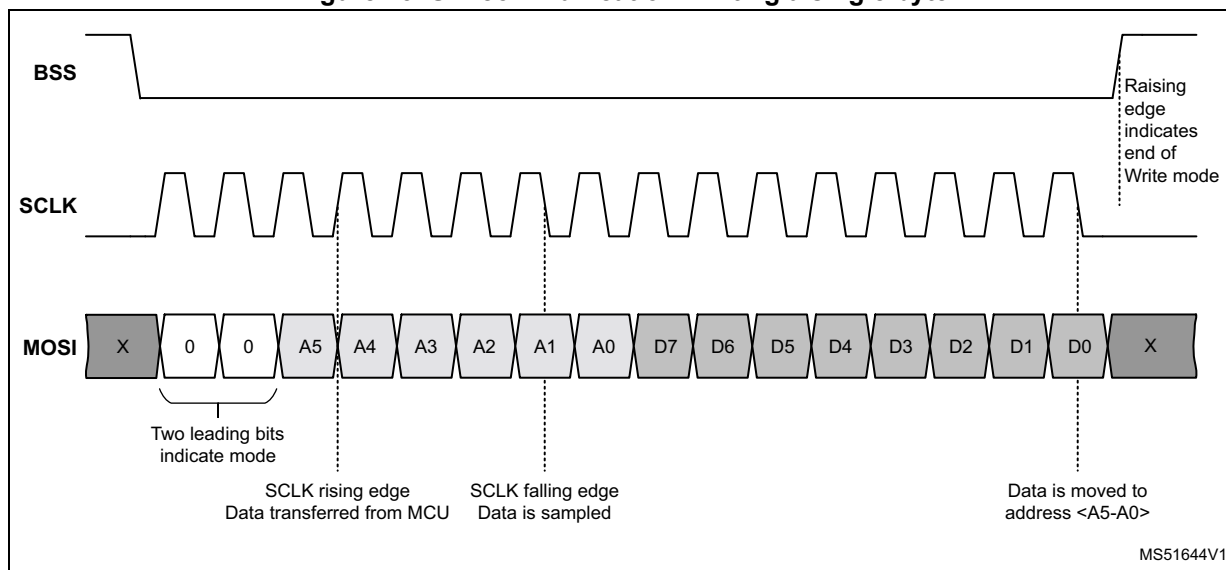 BSS
Raising
edge
indicates
end of
Write mode
SCLK
MOSI X 0 0 A5 A4 A3 A2 A1 A0 D7 D6 D5 D4 D3 D2 D1 D0 X
Two leading bits
indicate mode
SCLK rising edge
Data transferred from MCU
SCLK falling edge
Data is sampled
Data is moved to
address <A5-A0>
MS51644V1